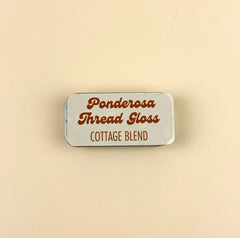 Ponderosa
Thread Gloss
COTTAGE BLEND